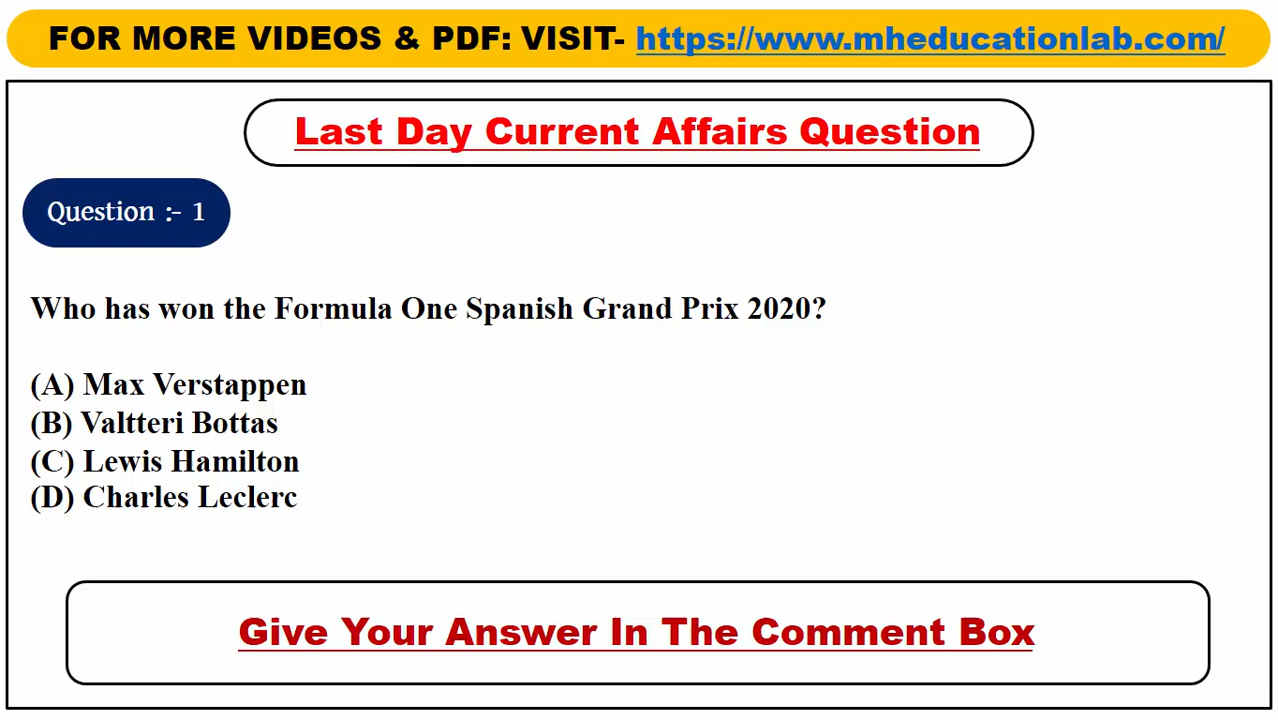 FOR MORE VIDEOS & PDF: VISIT- https://www.mheducationlab.com/
Last Day Current Affairs Question
Question :- 1
Who has won the Formula One Spanish Grand Prix 2020?
(A) Max Verstappen
(B) Valtteri Bottas
(C) Lewis Hamilton
(D) Charles Leclerc
Give Your Answer In The Comment Box